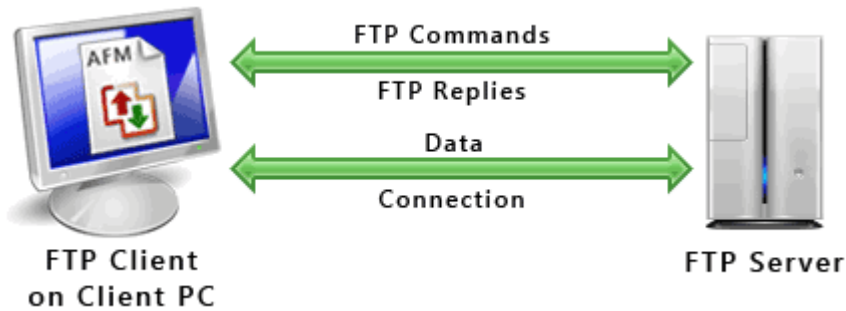 AFM
FTP Commands
FTP Replies
Data
Connection
FTP Client
on Client PC
FTP Server